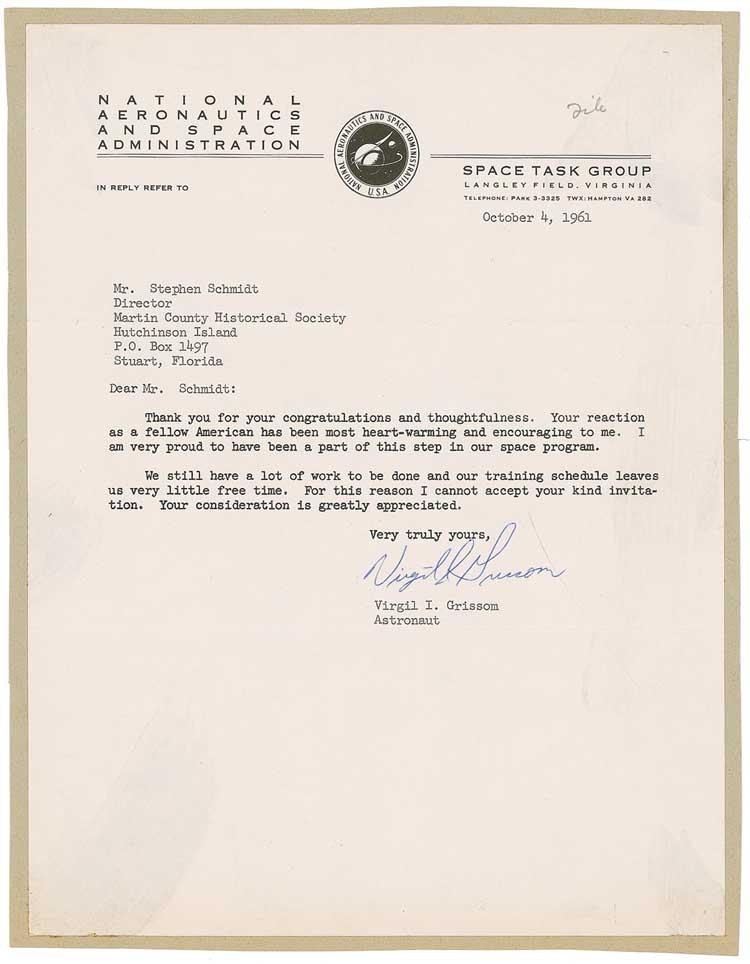 NATIONAL
AERONAUTICS
AND SPACE
ADMINISTRATION
IN REPLY REFER TO
NATIONAL AERONAUTICS AND SPACE ADMINISTRATION
U.S.A.
file
SPACE TASK GROUP
LANGLEY FIELD, VIRGINIA
TELEPHONE: PARK 3-3325 TWX: HAMPTON VA 282
October 4, 1961
Mr. Stephen Schmidt
Director
Martin County Historical Society
Hutchinson Island
P.O. Box 1497
Stuart, Florida
Dear Mr. Schmidt:
Thank you for your congratulations and thoughtfulness. Your reaction
as a fellow American has been most heart-warming and encouraging to me. I
am very proud to have been a part of this step in our space program.
We still have a lot of work to be done and our training schedule leaves
us very little free time. For this reason I cannot accept your kind invita-
tion. Your consideration is greatly appreciated.
Very truly yours,
Virgil I Grissom
Virgil I. Grissom
Astronaut